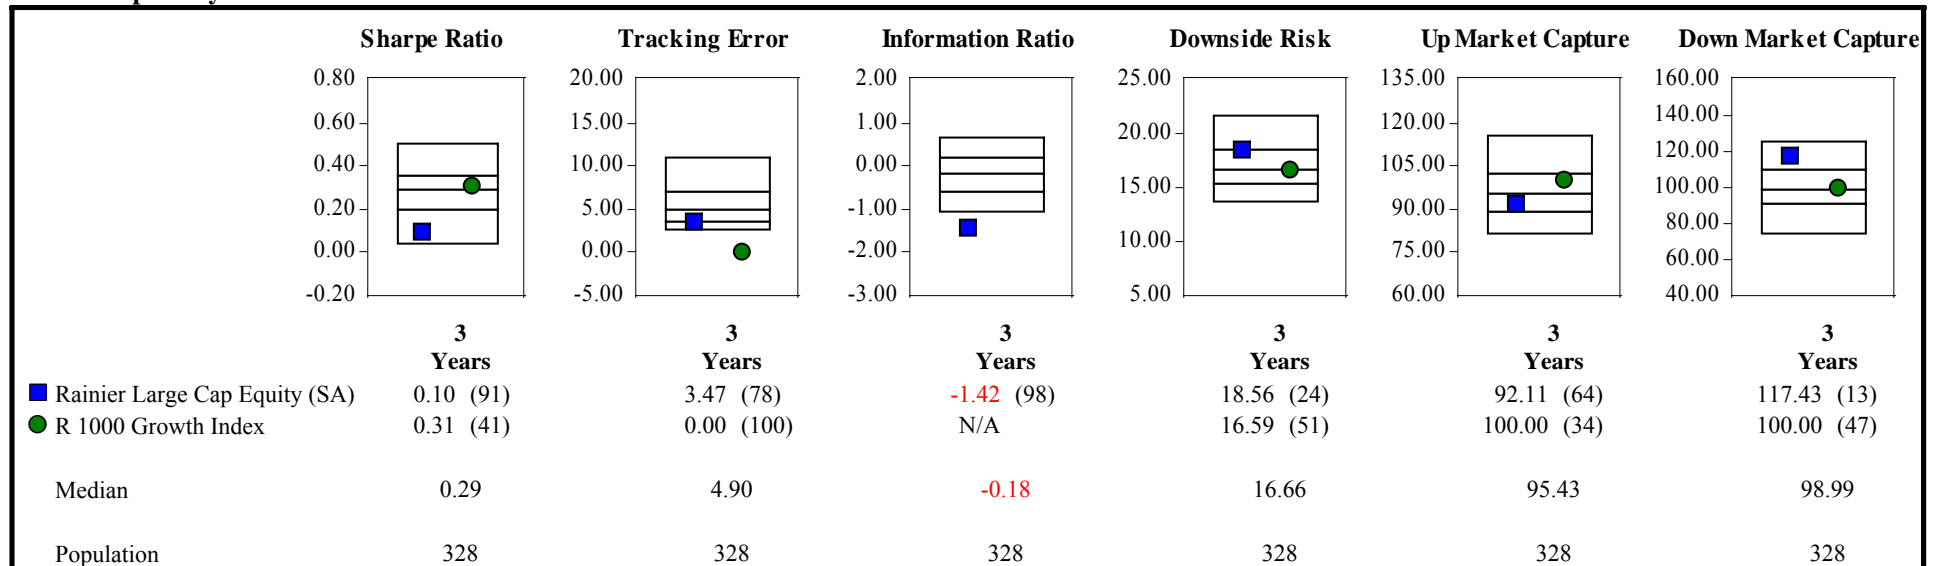 Sharpe Ratio Tracking Error Information Ratio Downside Risk Up Market Capture Down Market Capture
0.80 20.00 2.00 25.00 135.00 160.00
0.60 15.00 1.00 20.00 120.00 140.00
0.40 10.00 0.00 15.00 105.00 120.00
0.20 5.00 -1.00 10.00 90.00 100.00
0.00 0.00 -2.00 5.00 75.00 80.00
-0.20 -5.00 -3.00 60.00 60.00
40.00
3 3 3 3 3 3
Years Years Years Years Years Years
Rainier Large Cap Equity (SA) 0.10 (91) 3.47 (78) -1.42 (98) 18.56 (24) 92.11 (64) 117.43 (13)
R 1000 Growth Index 0.31 (41) 0.00 (100) N/A 16.59 (51) 100.00 (34) 100.00 (47)
Median 0.29 4.90 -0.18 16.66 95.43 98.99
Population 328 328 328 328 328 328